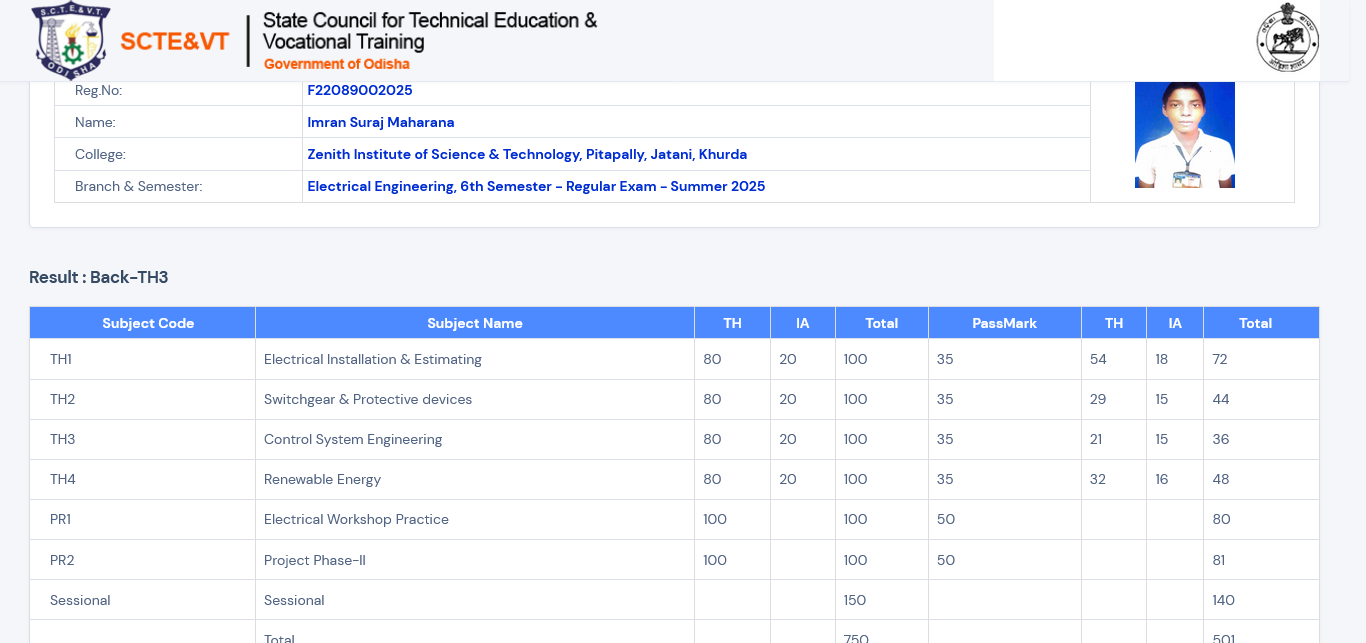 S.C.T.E.& V.T.
ODISHA
SCTE&VT
State Council for Technical Education &
Vocational Training
Government of Odisha
Reg.No: F22089002025
Name: Imran Suraj Maharana
College: Zenith Institute of Science & Technology, Pitapally, Jatani, Khurda
Branch & Semester: Electrical Engineering, 6th Semester - Regular Exam - Summer 2025
Result : Back-TH3
Subject Code Subject Name TH IA Total PassMark TH IA Total
TH1 Electrical Installation & Estimating 80 20 100 35 54 18 72
TH2 Switchgear & Protective devices 80 20 100 35 29 15 44
TH3 Control System Engineering 80 20 100 35 21 15 36
TH4 Renewable Energy 80 20 100 35 32 16 48
PR1 Electrical Workshop Practice 100 100 50 80
PR2 Project Phase-II 100 100 50 81
Sessional Sessional 150 140
Total 750 501